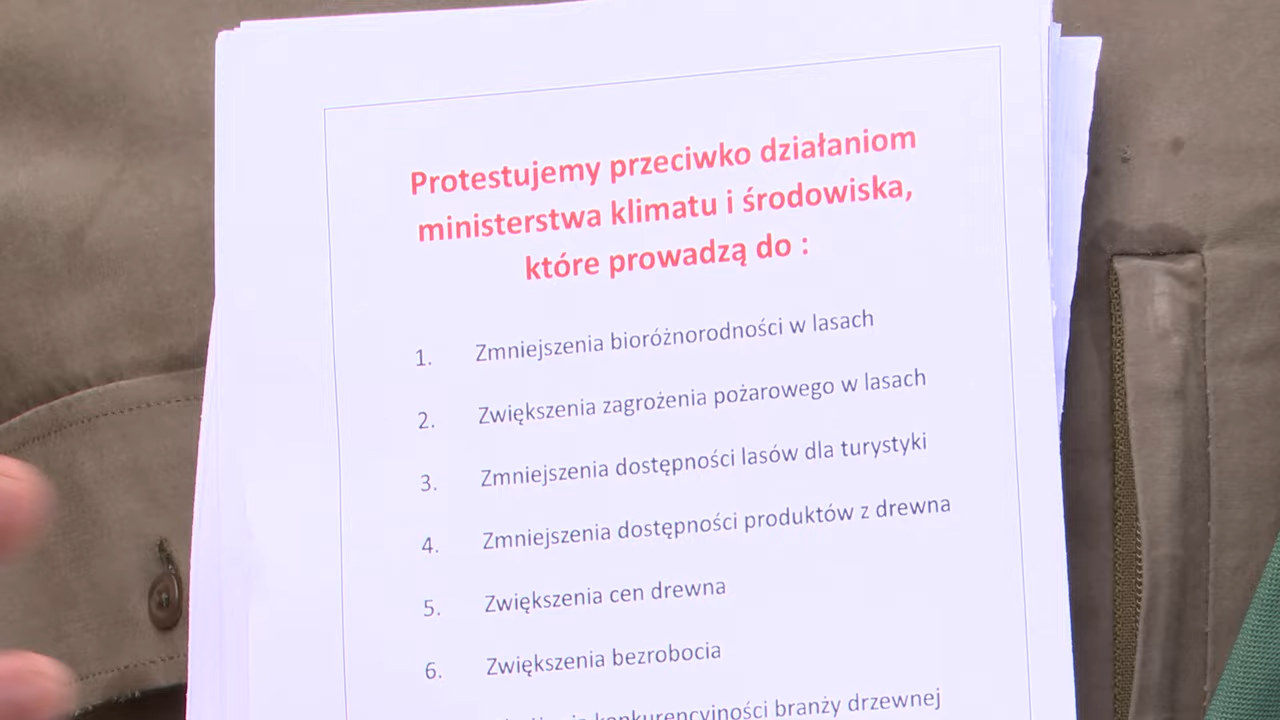 Protestujemy przeciwko działaniom
ministerstwa klimatu i środowiska,
które prowadzą do :
1. Zmniejszenia bioróżnorodności w lasach
2. Zwiększenia zagrożenia pożarowego w lasach
3. Zmniejszenia dostępności lasów dla turystyki
4. Zmniejszenia dostępności produktów z drewna
5. Zwiększenia cen drewna
6. Zwiększenia bezrobocia
konkurencyjności branży drzewnej